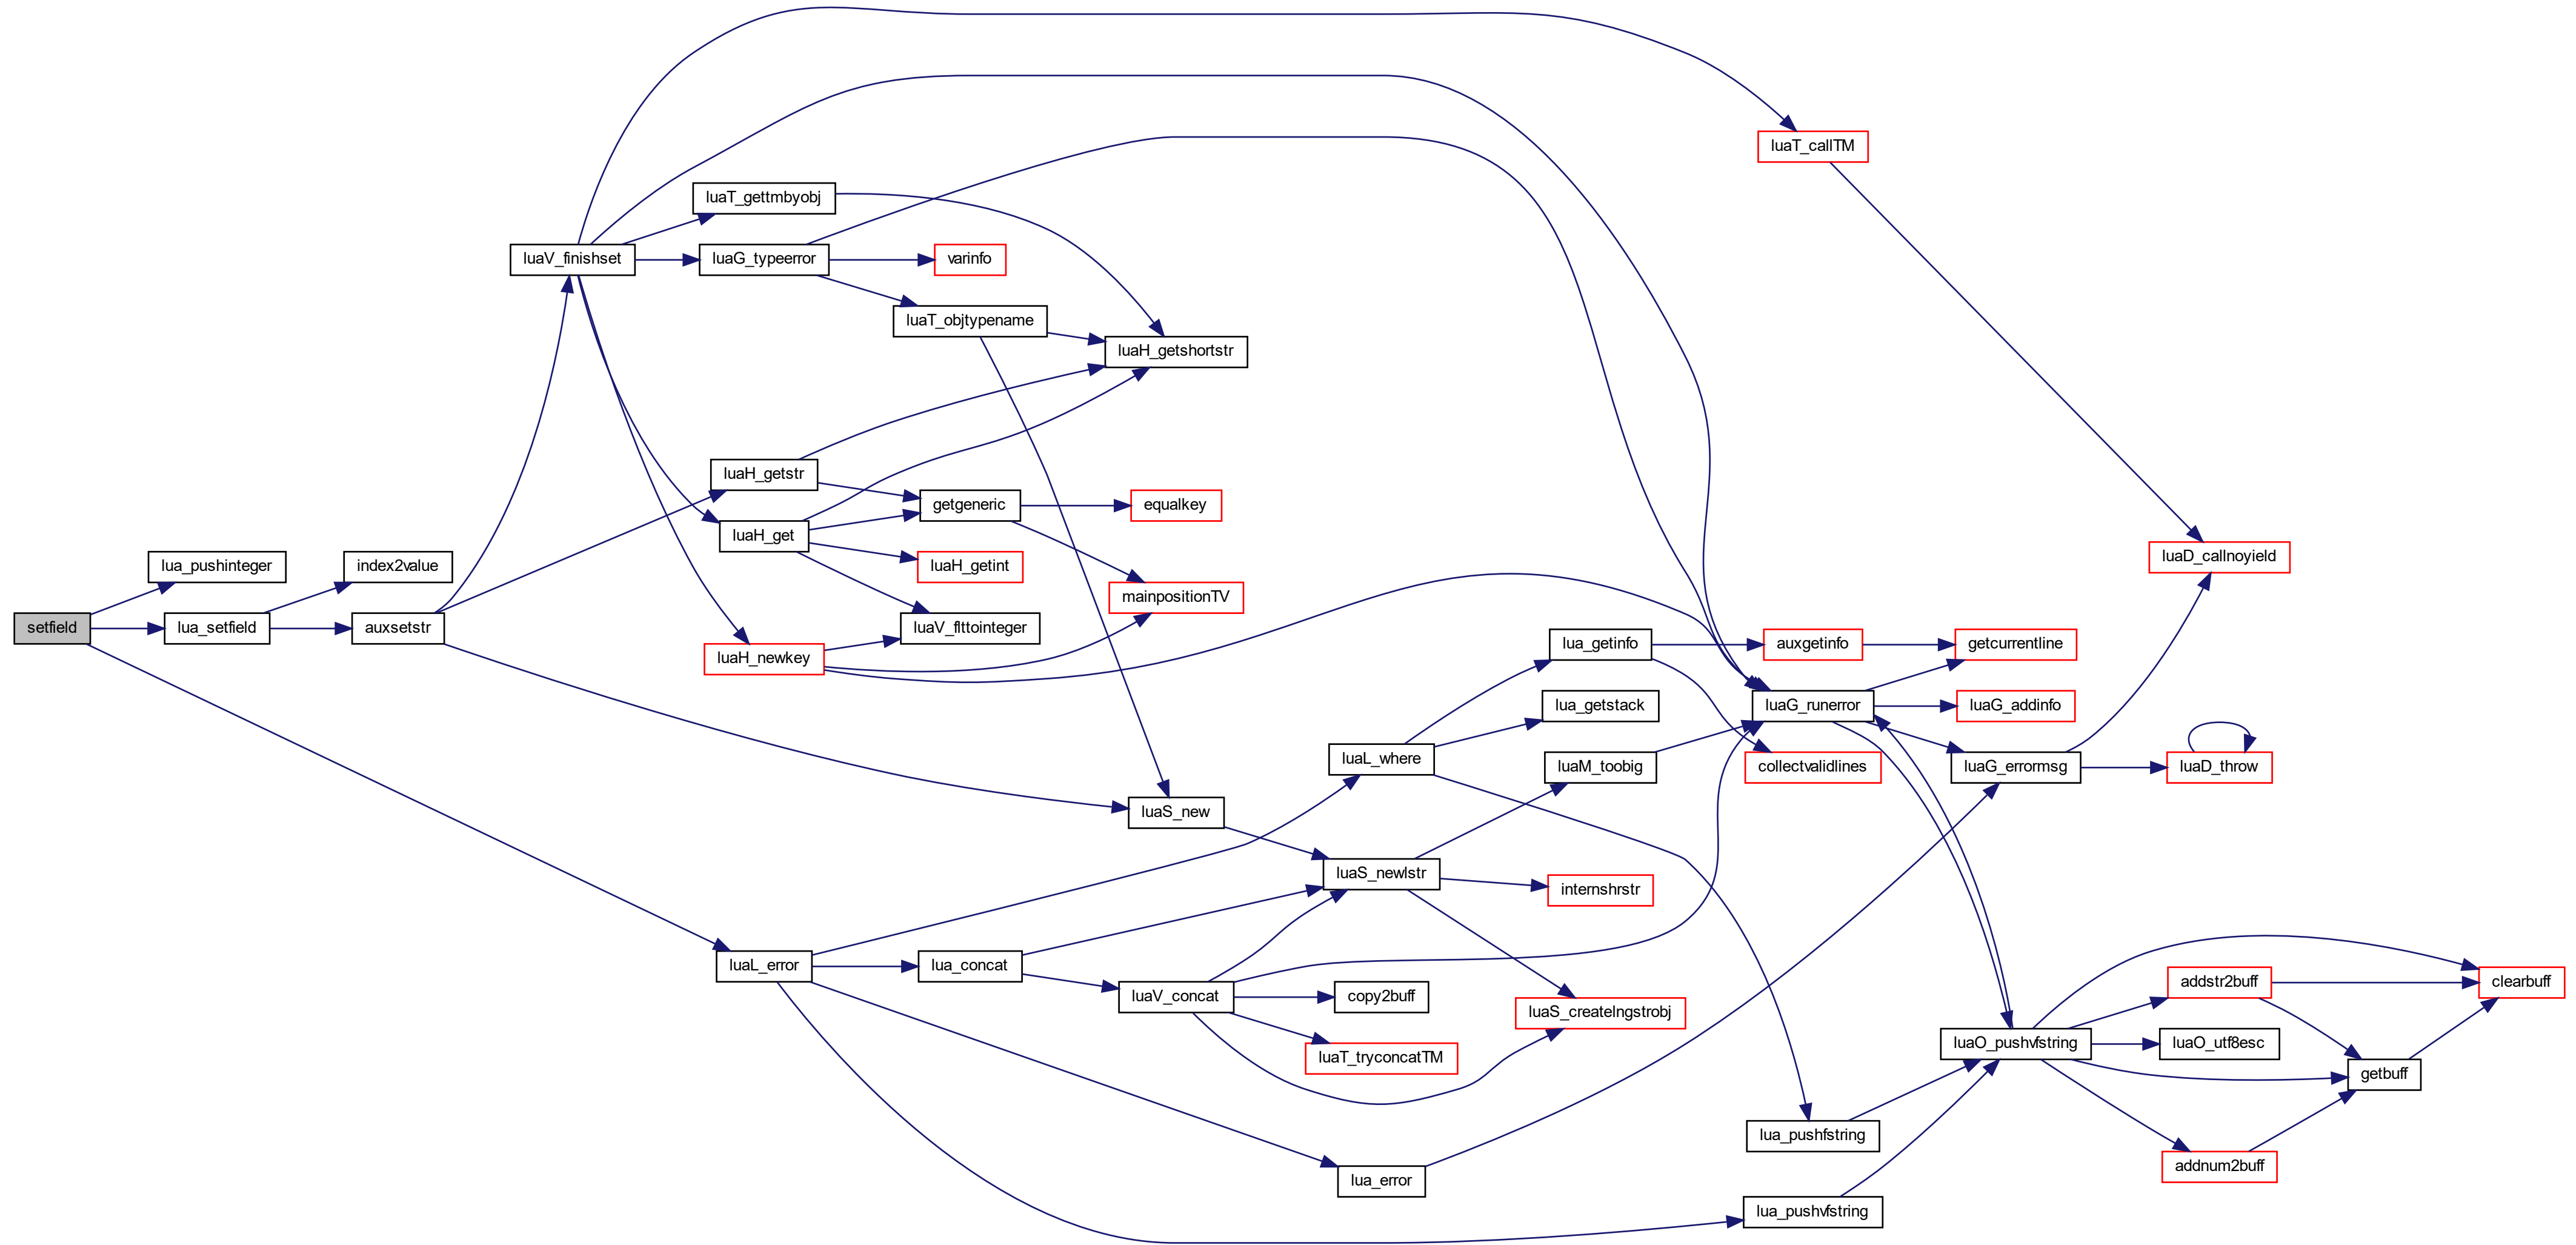 setfield
lua_pushinteger
lua_setfield
index2value
auxsetstr
luaV_finishset
luaT_gettmbyobj
luaG_typeerror
varinfo
luaT_objtypename
luaH_getshortstr
luaH_getstr
luaH_get
getgeneric
equalkey
luaH_getint
mainpositionTV
luaV_flttointeger
luaH_newkey
luaS_new
luaL_error
lua_concat
luaV_concat
luaL_where
luaS_newlstr
copy2buff
luaT_tryconcatTM
lua_error
lua_getinfo
lua_getstack
luaM_toobig
internshrstr
luaS_createlngstrobj
luaT_callTM
auxgetinfo
luaG_runerror
collectvalidlines
lua_pushfstring
lua_pushvfstring
getcurrentline
luaG_addinfo
luaG_errormsg
luaO_pushvfstring
luaD_callnoyield
luaD_throw
addstr2buff
luaO_utf8esc
addnum2buff
getbuff
clearbuff